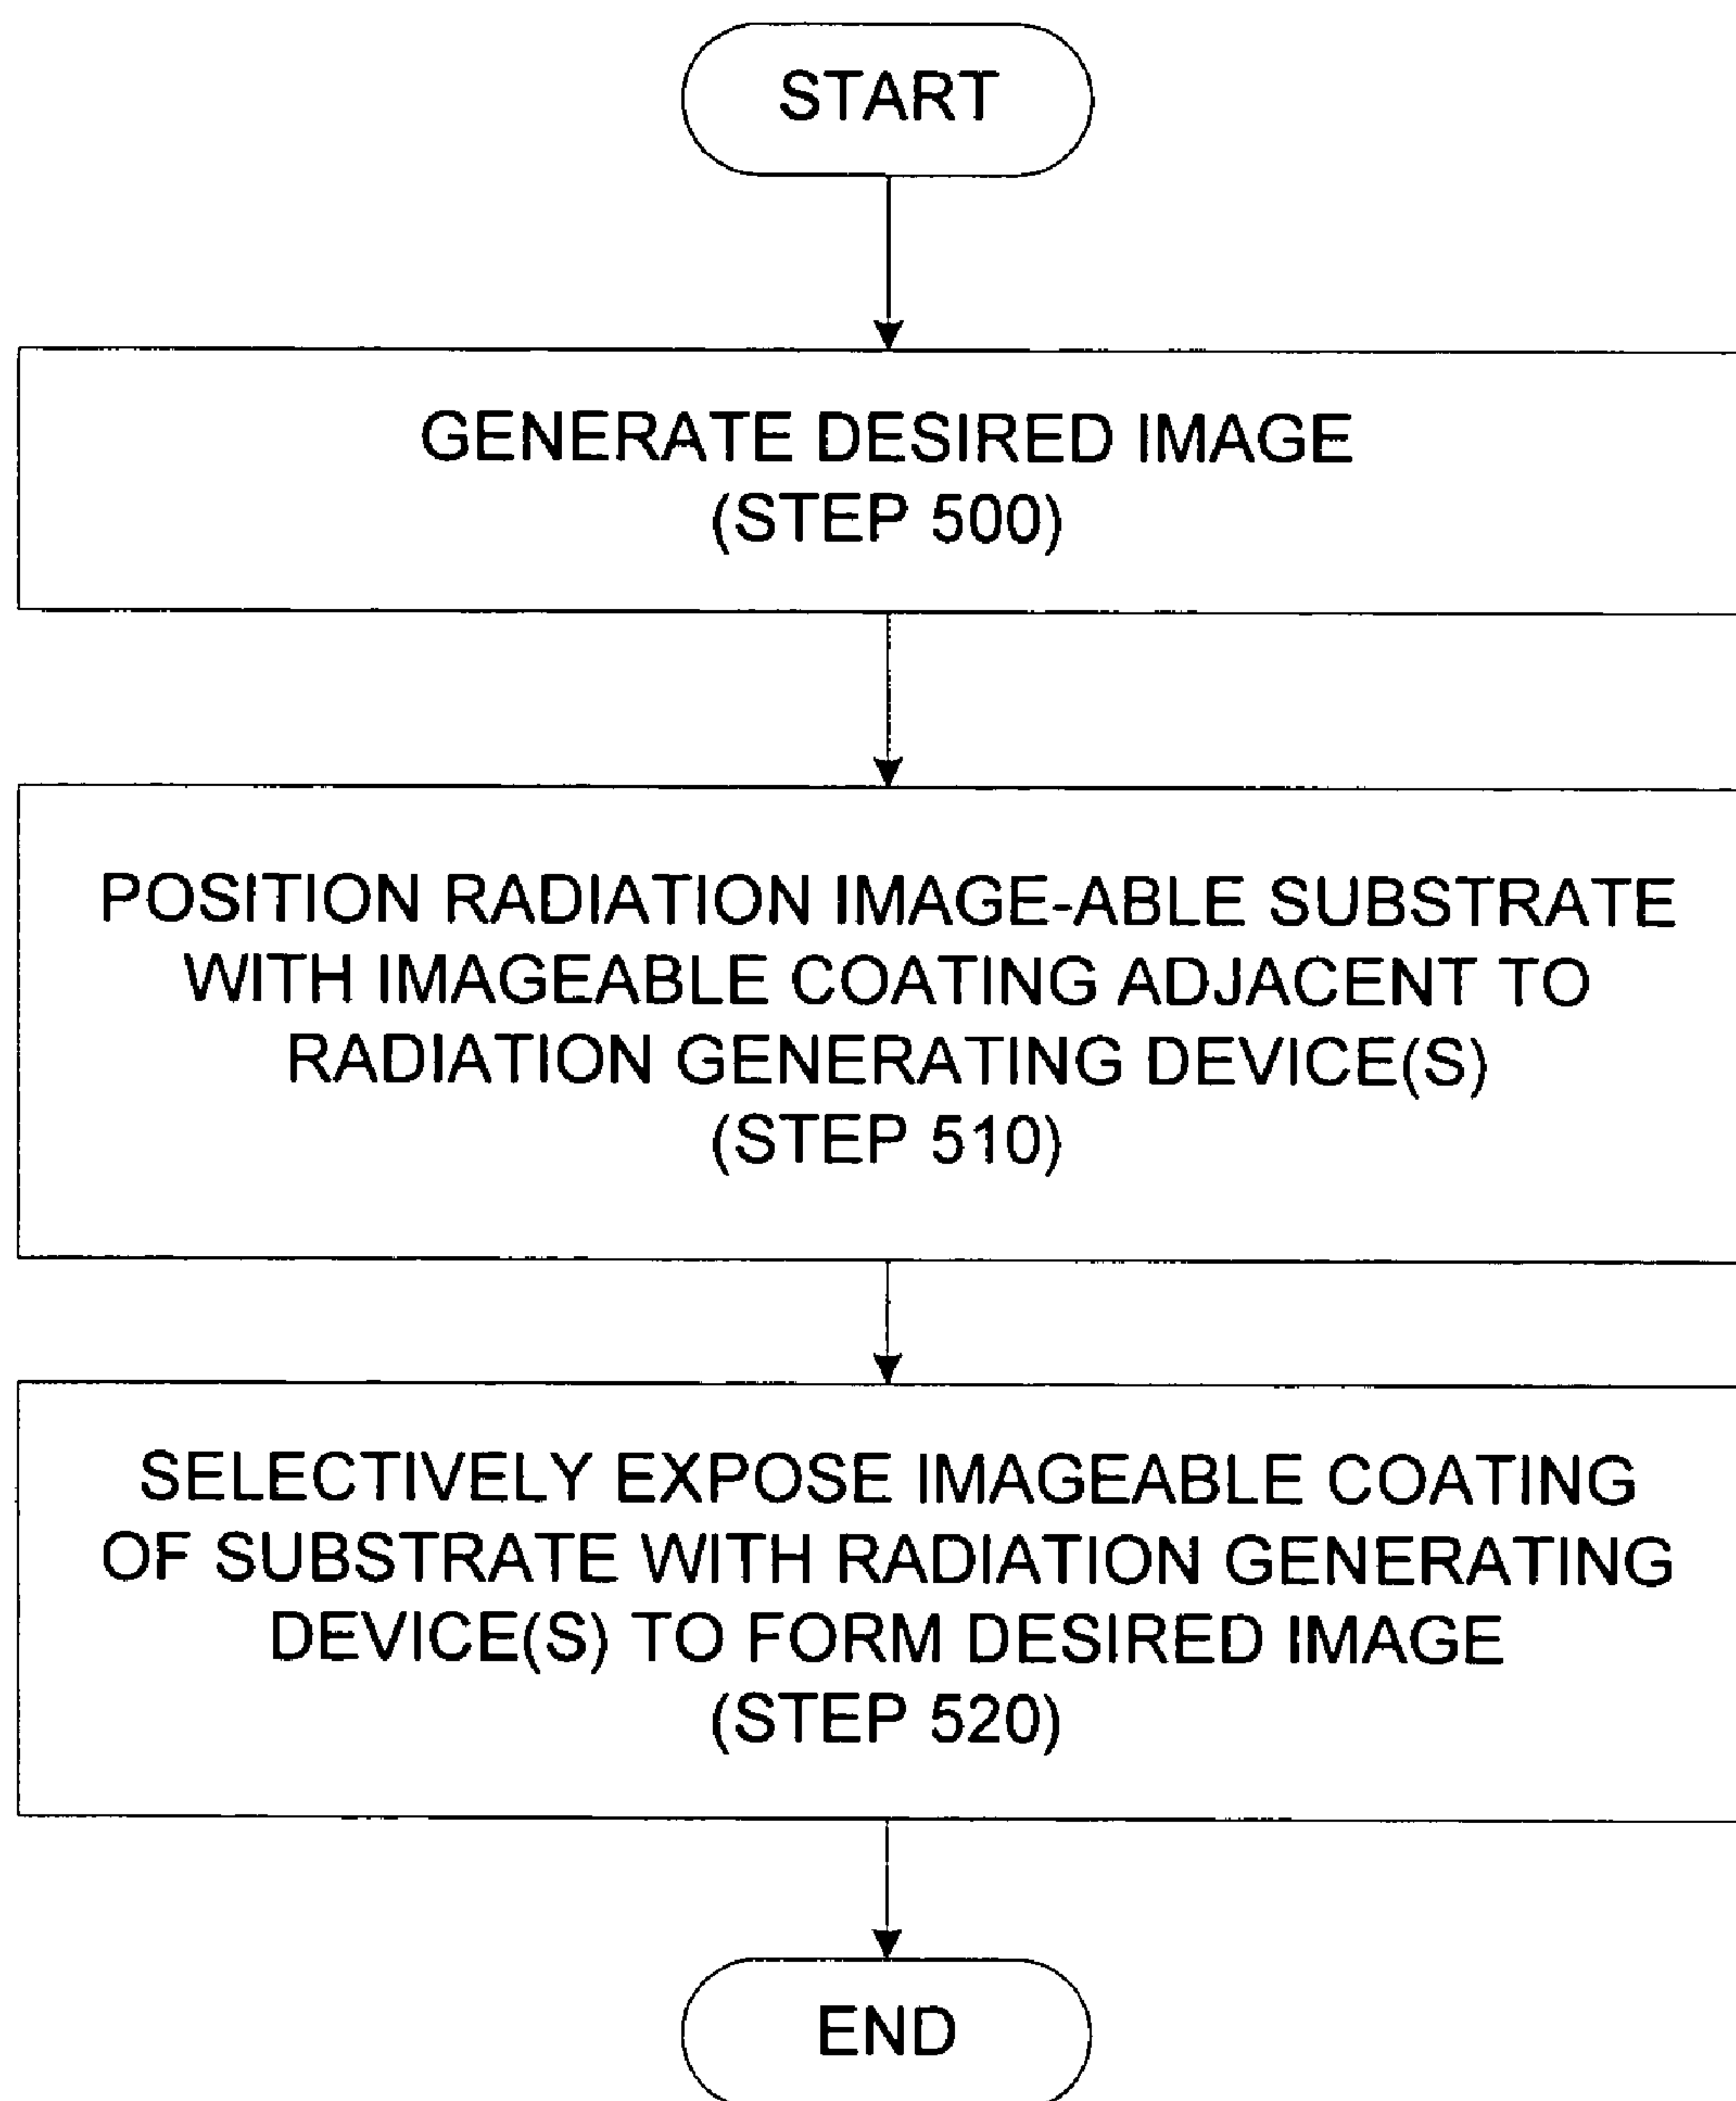 START
GENERATE DESIRED IMAGE
(STEP 500)
POSITION RADIATION IMAGE-ABLE SUBSTRATE
WITH IMAGEABLE COATING ADJACENT TO
RADIATION GENERATING DEVICE(S)
(STEP 510)
SELECTIVELY EXPOSE IMAGEABLE COATING
OF SUBSTRATE WITH RADIATION GENERATING
DEVICE(S) TO FORM DESIRED IMAGE
(STEP 520)
END